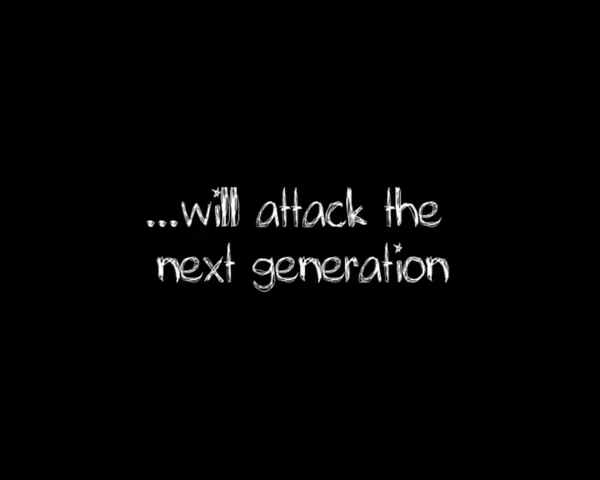 ...will attack the
next generation